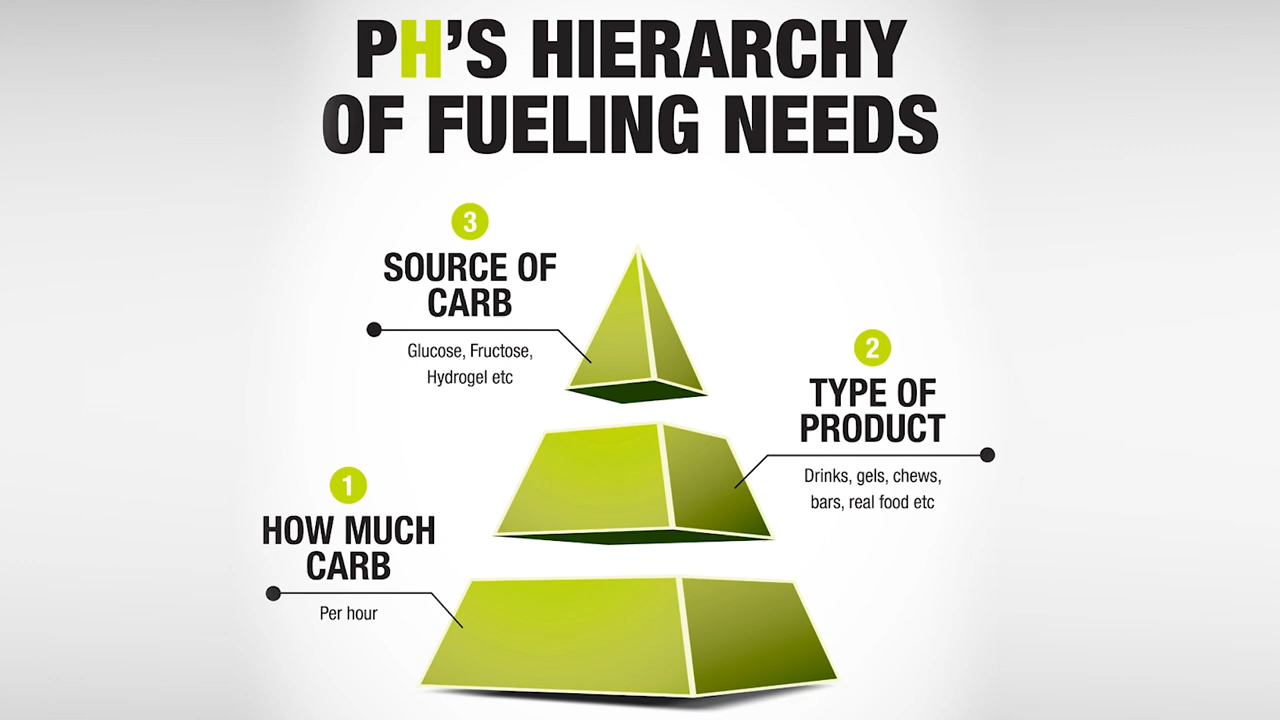 PH'S HIERARCHY
OF FUELING NEEDS
3
SOURCE OF
CARB
Glucose, Fructose,
Hydrogel etc
2
TYPE OF
PRODUCT
Drinks, gels, chews,
bars, real food etc
1
HOW MUCH
CARB
Per hour